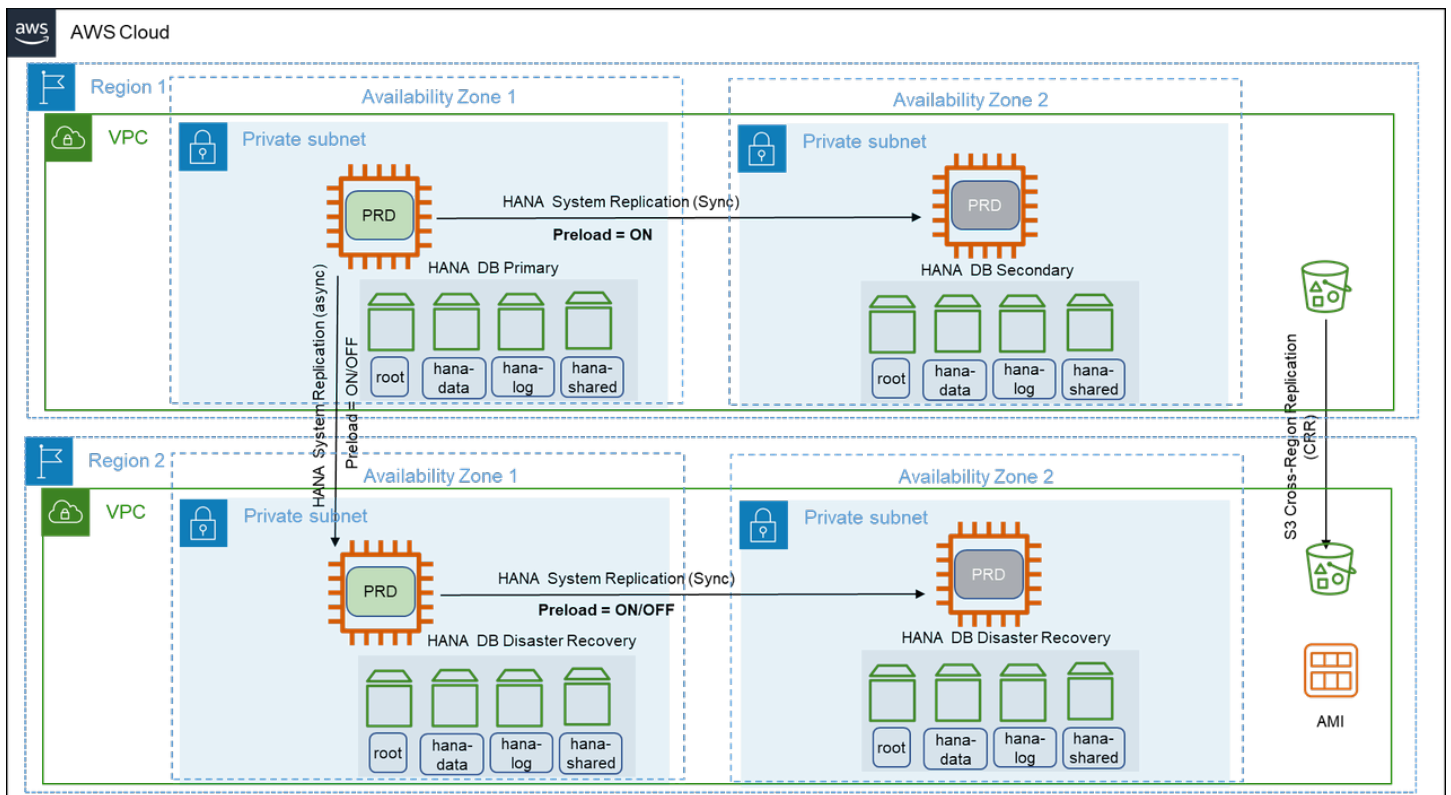 aws
AWS Cloud
Region 1
Availability Zone 1
Availability Zone 2
VPC
Private subnet
Private subnet
PRD
HANA System Replication (Sync)
Preload = ON
PRD
HANA DB Primary
HANA DB Secondary
HANA System Replication (async)
Preload = ON/OFF
root
hana-
data
hana-
log
hana-
shared
root
hana-
data
hana-
log
hana-
shared
S3 Cross-Region Replication
(CRR)
Region 2
Availability Zone 1
Availability Zone 2
VPC
Private subnet
Private subnet
PRD
HANA System Replication (Sync)
Preload = ON/OFF
PRD
HANA DB Disaster Recovery
HANA DB Disaster Recovery
root
hana-
data
hana-
log
hana-
shared
root
hana-
data
hana-
log
hana-
shared
AMI